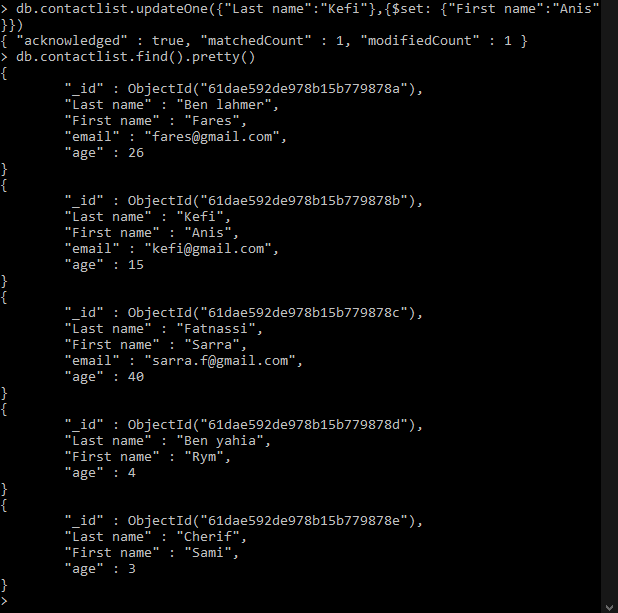 > db.contactlist.updateOne({"Last name":"Kefi"},{$set: {"First name":"Anis"
}})
{ "acknowledged" : true, "matchedCount" : 1, "modifiedCount" : 1 }
> db.contactlist.find().pretty()
{
        "_id" : ObjectId("61dae592de978b15b779878a"),
        "Last name" : "Ben lahmer",
        "First name" : "Fares",
        "email" : "fares@gmail.com",
        "age" : 26
}
{
        "_id" : ObjectId("61dae592de978b15b779878b"),
        "Last name" : "Kefi",
        "First name" : "Anis",
        "email" : "kefi@gmail.com",
        "age" : 15
}
{
        "_id" : ObjectId("61dae592de978b15b779878c"),
        "Last name" : "Fatnassi",
        "First name" : "Sarra",
        "email" : "sarra.f@gmail.com",
        "age" : 40
}
{
        "_id" : ObjectId("61dae592de978b15b779878d"),
        "Last name" : "Ben yahia",
        "First name" : "Rym",
        "age" : 4
}
{
        "_id" : ObjectId("61dae592de978b15b779878e"),
        "Last name" : "Cherif",
        "First name" : "Sami",
        "age" : 3
}
>